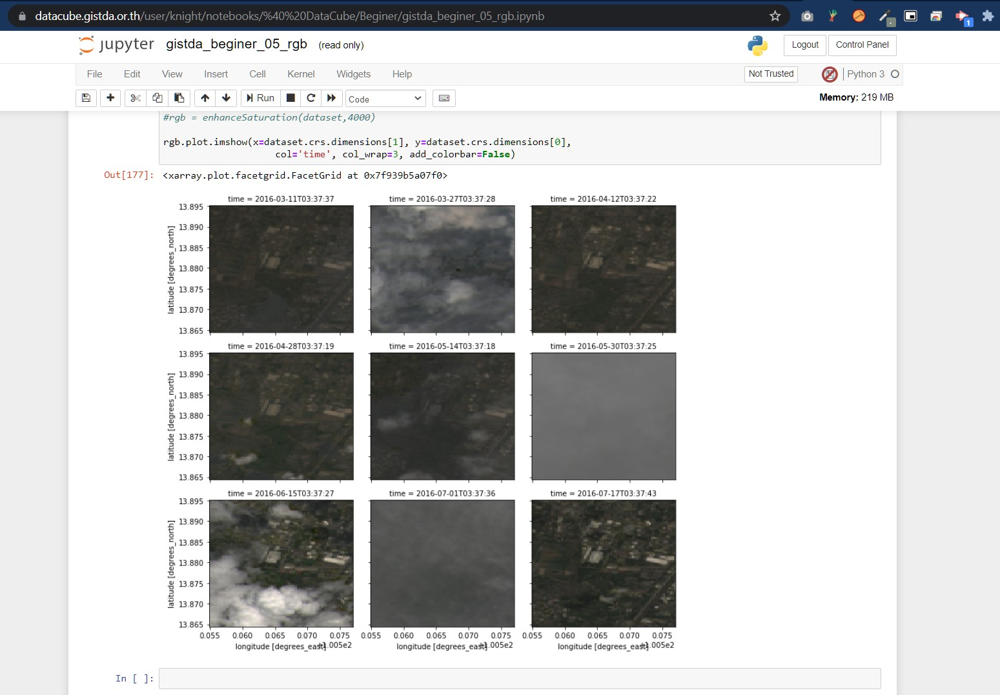 datacube.gistda.or.th/user/knight/notebooks/%40%20DataCube/Beginer/gistda_beginer_05_rgb.ipynb
1
jupyter gistda_beginer_05_rgb (read only) Logout Control Panel
File Edit View Insert Cell Kernel Widgets Help Not Trusted Python 3
Run Code Memory: 219 MB
#rgb = enhanceSaturation(dataset,4000)
rgb.plot.imshow(x=dataset.crs.dimensions[1], y=dataset.crs.dimensions[0],
col='time', col_wrap=3, add_colorbar=False)
Out[177]: <xarray.plot.facetgrid.FacetGrid at 0x7f939b5a07f0>
time = 2016-03-11T03:37:37 time = 2016-03-27T03:37:28 time = 2016-04-12T03:37:22
13.895
13.890
13.885
13.880
13.875
13.870
13.865
latitude [degrees_north]
time = 2016-04-28T03:37:19 time = 2016-05-14T03:37:18 time = 2016-05-30T03:37:25
13.895
13.890
13.885
13.880
13.875
13.870
13.865
latitude [degrees_north]
time = 2016-06-15T03:37:27 time = 2016-07-01T03:37:36 time = 2016-07-17T03:37:43
13.895
13.890
13.885
13.880
13.875
13.870
13.865
latitude [degrees_north]
0.055 0.060 0.065 0.070 0.075 0.055 0.060 0.065 0.070 0.075 0.055 0.060 0.065 0.070 0.075
longitude [degrees_east] +1.005e2 longitude [degrees_east] +1.005e2 longitude [degrees_east] +1.005e2
In [ ]: